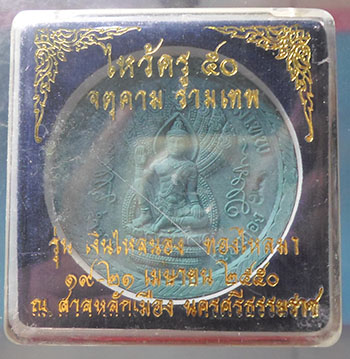 ไหว้ครู ๕๐
จตุคาม รามเทพ
รุ่น เงินไหลนอง ทองไหลมา
๑๙-๒๑ เมษายน ๒๕๕๐
ณ. ศาลหลักเมือง นครศรีธรรมราช